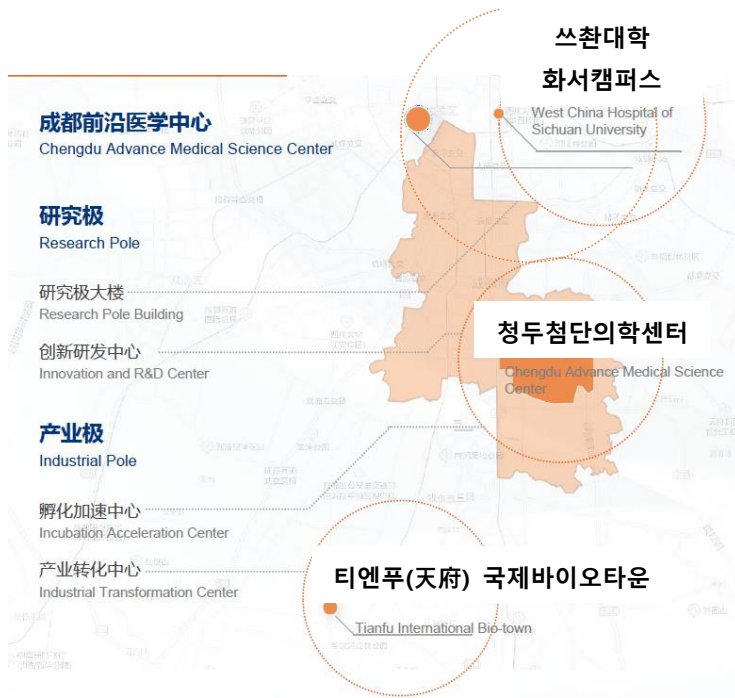 쓰촨대학
화서캠퍼스
West China Hospital of
Sichuan University
成都前沿医学中心
Chengdu Advance Medical Science Center
研究极
Research Pole
研究极大楼
Research Pole Building
创新研发中心
Innovation and R&D Center
청두첨단의학센터
Chengdu Advance Medical Science
Center
产业极
Industrial Pole
孵化加速中心
Incubation Acceleration Center
产业转化中心
Industrial Transformation Center
티엔푸(天府) 국제바이오타운
Tianfu International Bio-town